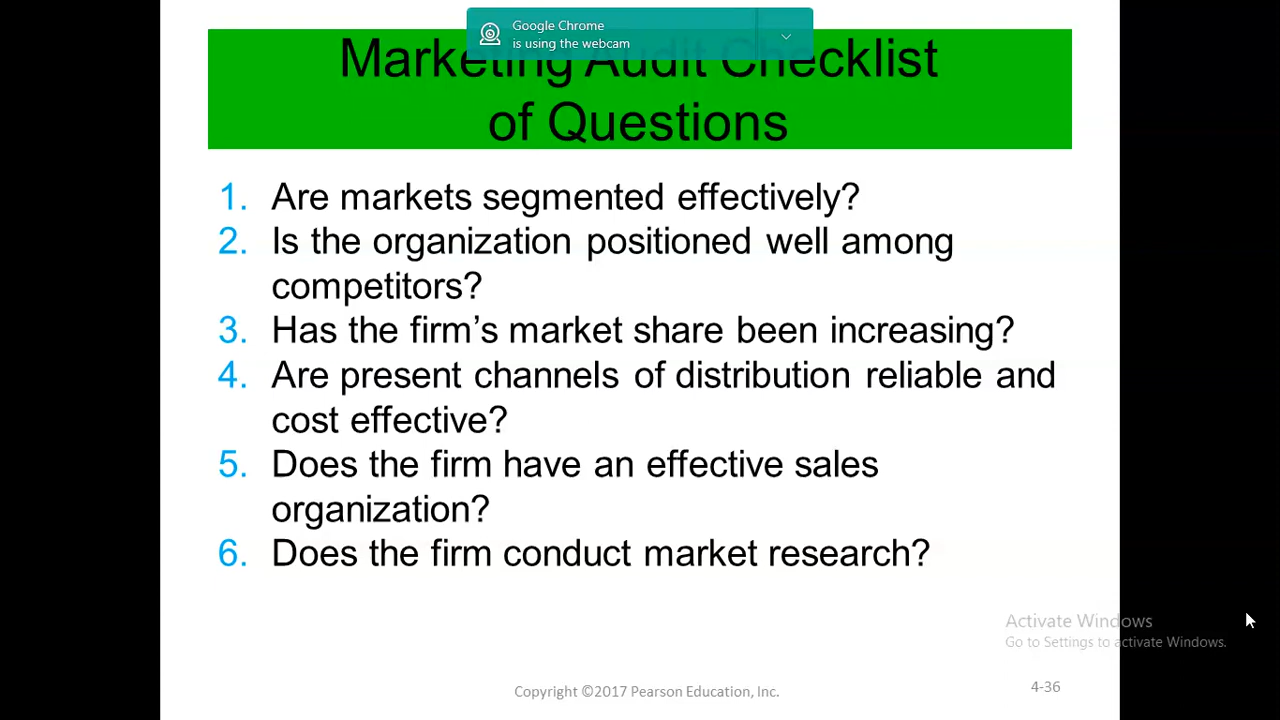 Google Chrome
is using the webcam
Marketing Audit Checklist
of Questions
1. Are markets segmented effectively?
2. Is the organization positioned well among
competitors?
3. Has the firm's market share been increasing?
4. Are present channels of distribution reliable and
cost effective?
5. Does the firm have an effective sales
organization?
6. Does the firm conduct market research?
Activate Windows
Go to Settings to activate Windows.
Copyright ©2017 Pearson Education, Inc.
4-36